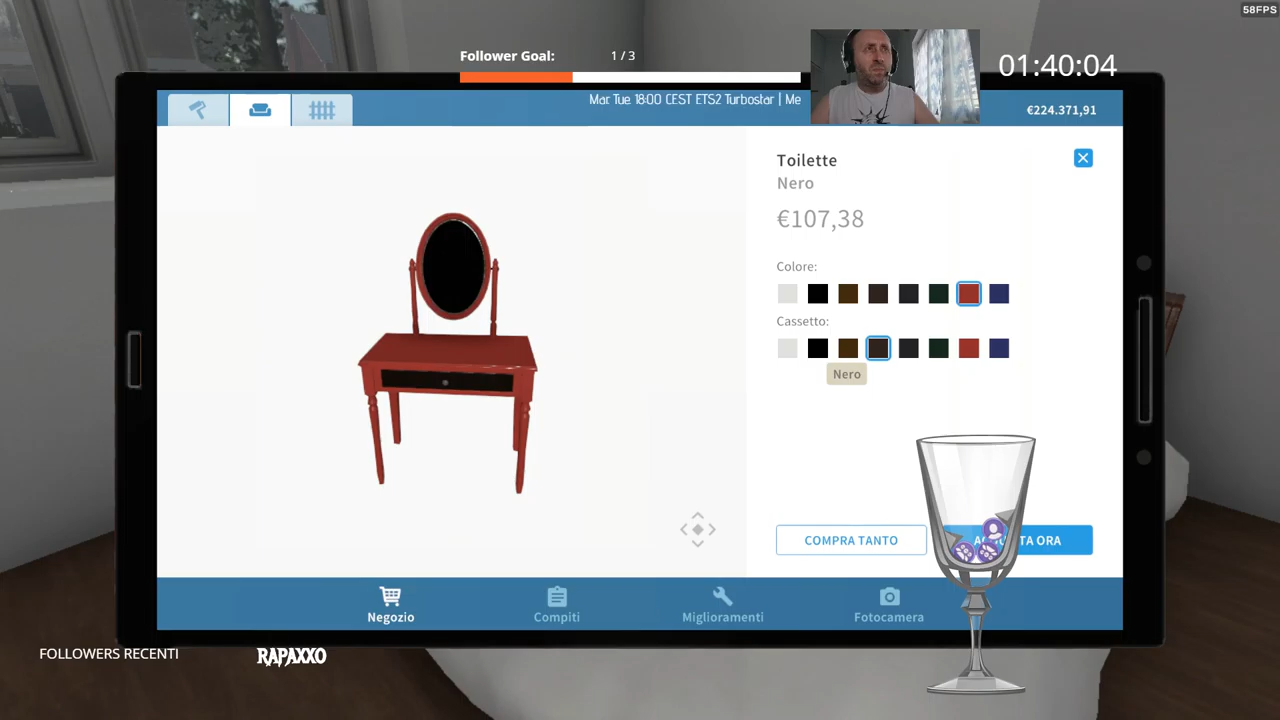 58FPS
Follower Goal: 1 / 3
01:40:04
Mar Tue 18:00 CEST ETS2 Turbostar | Me
€224.371,91
Toilette
Nero
€107,38
Colore:
Cassetto:
Nero
COMPRA TANTO
ORA
Negozio
Compiti
Miglioramenti
Fotocamera
FOLLOWERS RECENTI
RAPAXXO